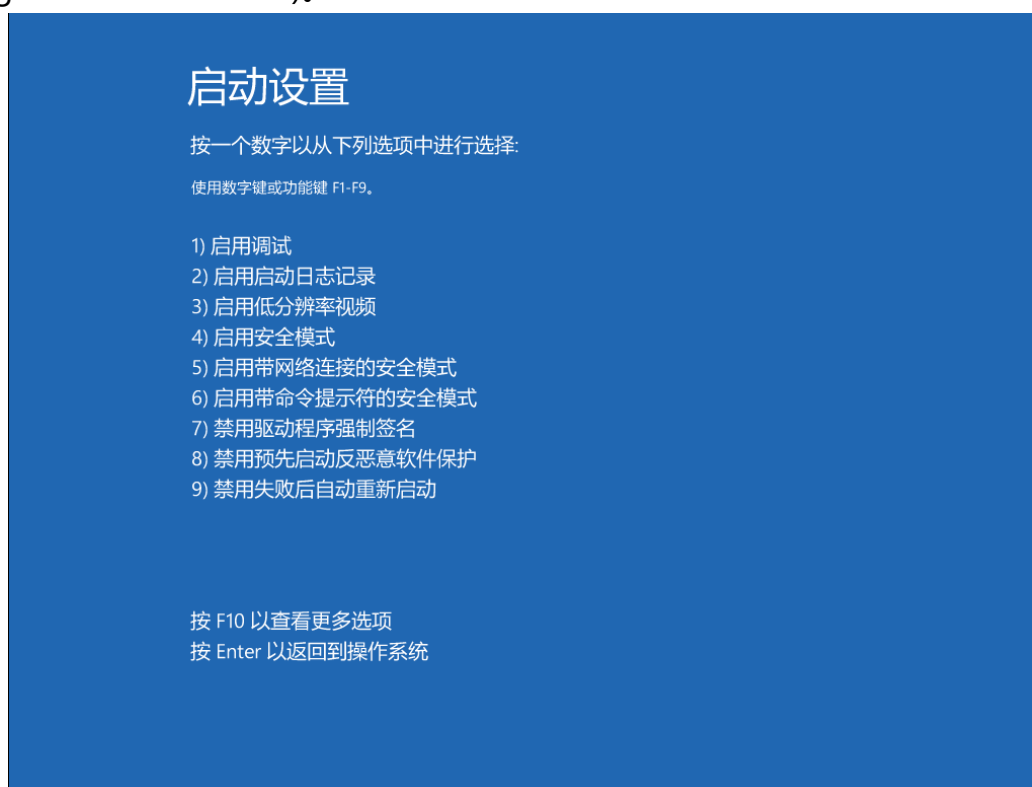 启动设置
按一个数字以从下列选项中进行选择:
使用数字键或功能键 F1-F9。
1) 启用调试
2) 启用启动日志记录
3) 启用低分辨率视频
4) 启用安全模式
5) 启用带网络连接的安全模式
6) 启用带命令提示符的安全模式
7) 禁用驱动程序强制签名
8) 禁用预先启动反恶意软件保护
9) 禁用失败后自动重新启动
按 F10 以查看更多选项
按 Enter 以返回到操作系统